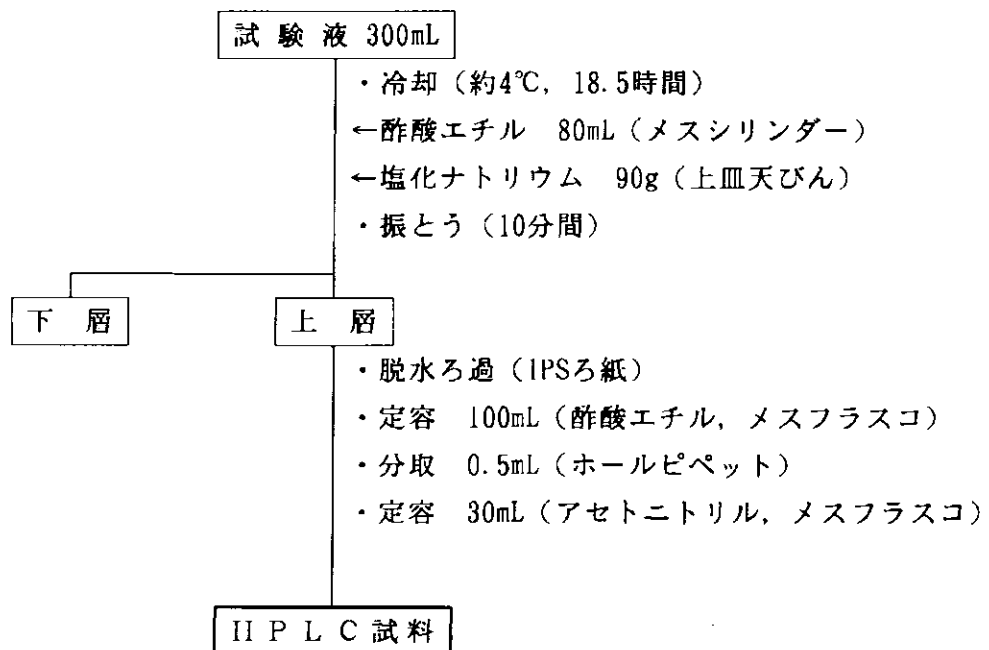 試験液 300mL
・冷却（約4℃, 18.5時間）
←酢酸エチル 80mL（メスシリンダー）
←塩化ナトリウム 90g（上皿天びん）
・振とう（10分間）
下層
上層
・脱水ろ過（1PSろ紙）
・定容 100mL（酢酸エチル, メスフラスコ）
・分取 0.5mL（ホールピペット）
・定容 30mL（アセトニトリル, メスフラスコ）
HPLC試料